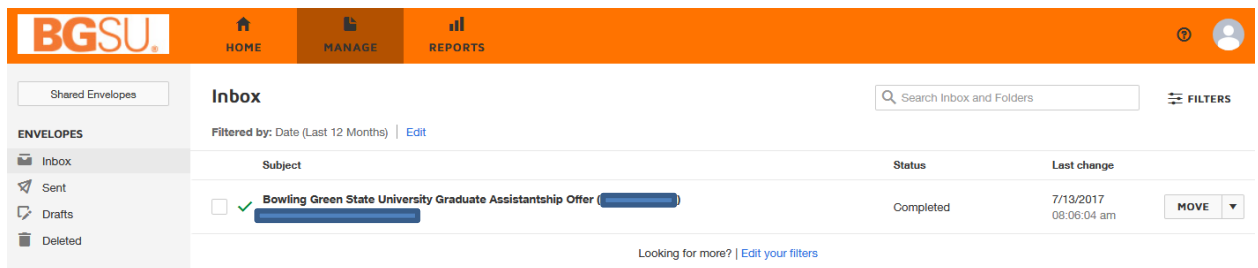 BGSU®
HOME MANAGE REPORTS
Shared Envelopes
ENVELOPES
Inbox
Sent
Drafts
Deleted
Inbox
Search Inbox and Folders
FILTERS
Filtered by: Date (Last 12 Months) | Edit
Subject Status Last change
Bowling Green State University Graduate Assistantship Offer ( )
Completed
7/13/2017
08:06:04 am
MOVE
Looking for more? | Edit your filters